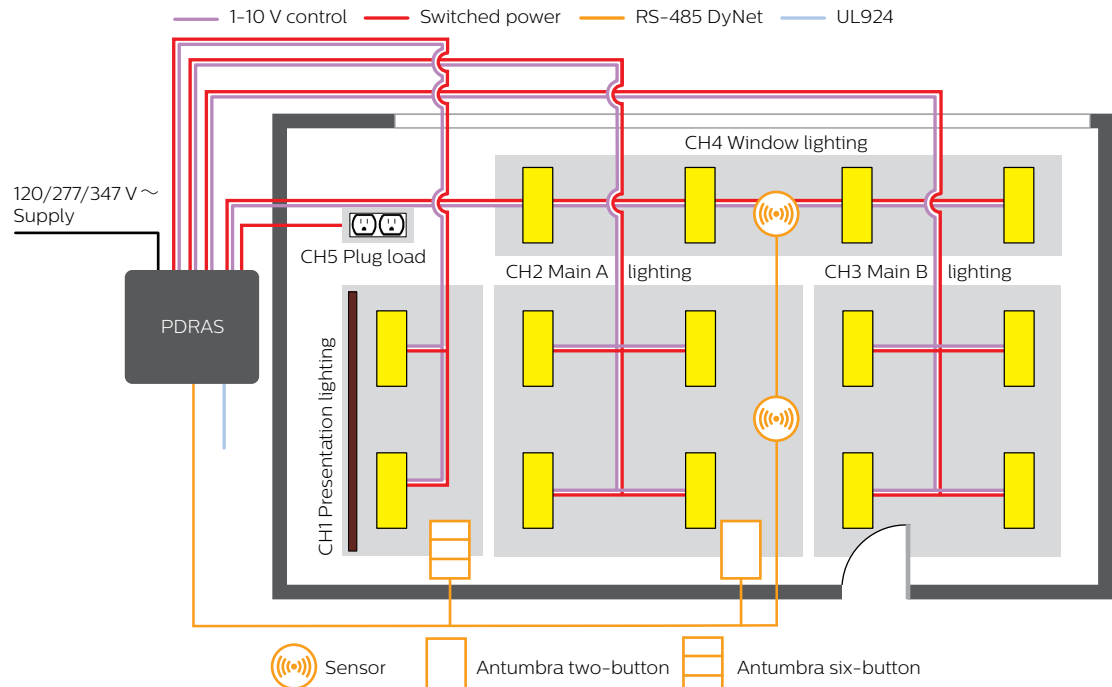 1-10 V control
Switched power
RS-485 DyNet
UL924
CH4 Window lighting
120/277/347 V ~
Supply
CH5 Plug load
CH2 Main A lighting
CH3 Main B lighting
PDRAS
CH1 Presentation lighting
Sensor
Antumbra two-button
Antumbra six-button